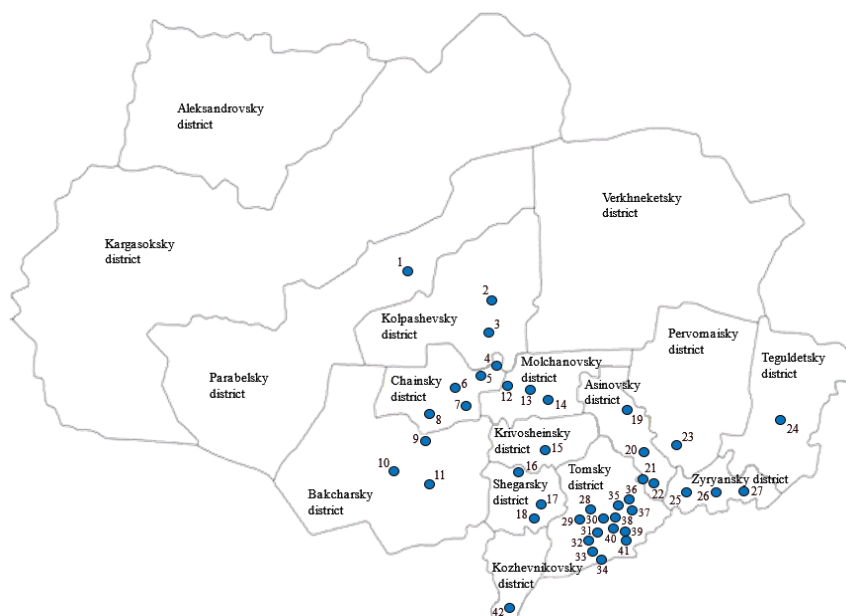 Aleksandrovsky
district
Verkhneketsky
district
Kargasoksky
district
1
2
Kolpashevsky
district
3
Pervomaisky
district
Teguldetsky
district
Parabelsky
district
Chainsky
district
4
5
6
7
8
Molchanovsky
district
12
13
14
Asinovsky
district
19
24
9
10
11
Bakcharsky
district
Krivosheinsky
district
15
16
20
23
Tomsky
district
21
22
Zyryansky district
25
26
27
Shegarsky
district
17
18
28
29
30
31
32
33
34
35
36
37
38
39
40
41
Kozhevnikovsky
district
42